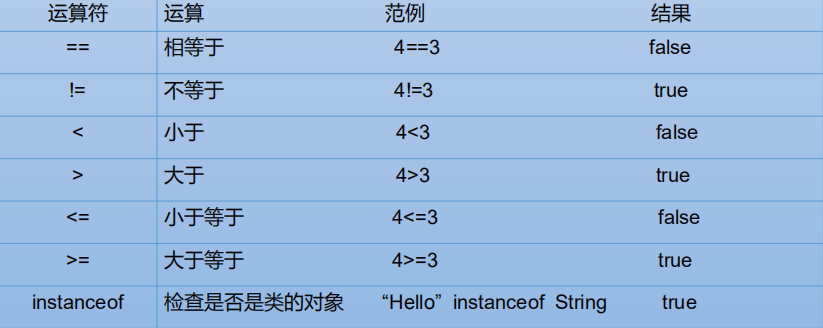 运算符 运算 范例 结果
== 相等于 4==3 false
!= 不等于 4!=3 true
< 小于 4<3 false
> 大于 4>3 true
<= 小于等于 4<=3 false
>= 大于等于 4>=3 true
instanceof 检查是否是类的对象 “Hello” instanceof String true